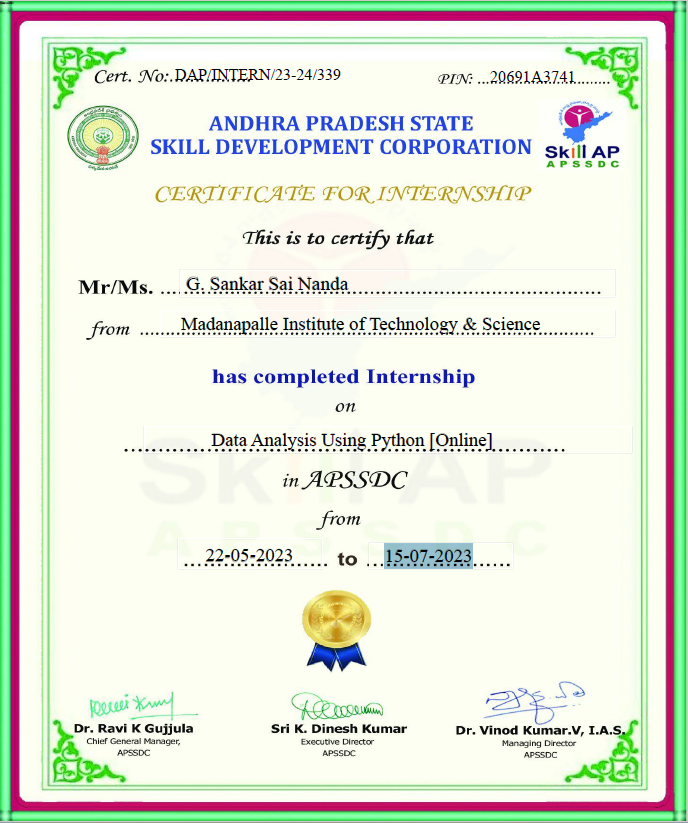 Cert. No:. DAP/INTERN/23-24/339
PIN: ...20691A3741........
ANDHRA PRADESH STATE
SKILL DEVELOPMENT CORPORATION
Skill AP
APSSDC
CERTIFICATE FOR INTERNSHIP
This is to certify that
Mr/Ms. G. Sankar Sai Nanda
from Madanapalle Institute of Technology & Science
has completed Internship
on
Data Analysis Using Python [Online]
in APSSDC
from
22-05-2023 to 15-07-2023
Dr. Ravi K Gujjula
Chief General Manager,
APSSDC
Sri K. Dinesh Kumar
Executive Director
APSSDC
Dr. Vinod Kumar.V, I.A.S.
Managing Director
APSSDC
Skill AP
APSSDC